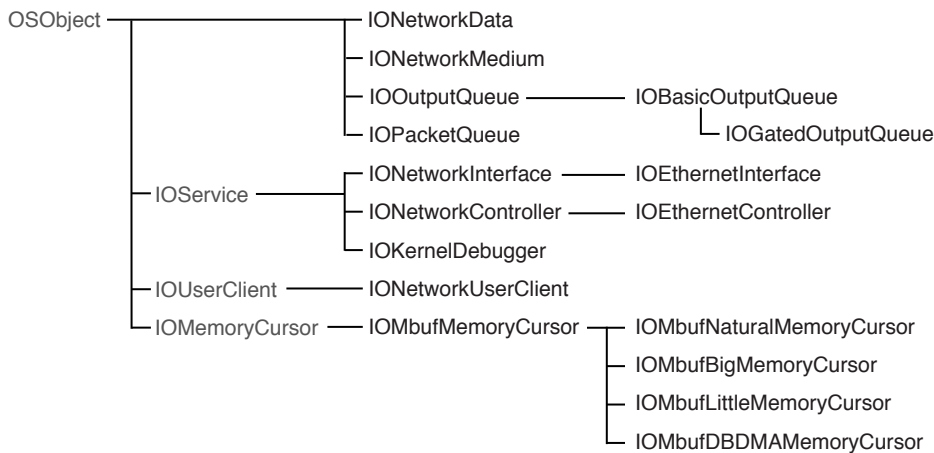 OSObject
IONetworkData
IONetworkMedium
IOOutputQueue
IOBasicOutputQueue
IOPacketQueue
IOGatedOutputQueue
IONetworkInterface
IOEthernetInterface
IOService
IONetworkController
IOEthernetController
IOKernelDebugger
IOUserClient
IONetworkUserClient
IOMemoryCursor
IOMbufMemoryCursor
IOMbufNaturalMemoryCursor
IOMbufBigMemoryCursor
IOMbufLittleMemoryCursor
IOMbufDBDMAMemoryCursor